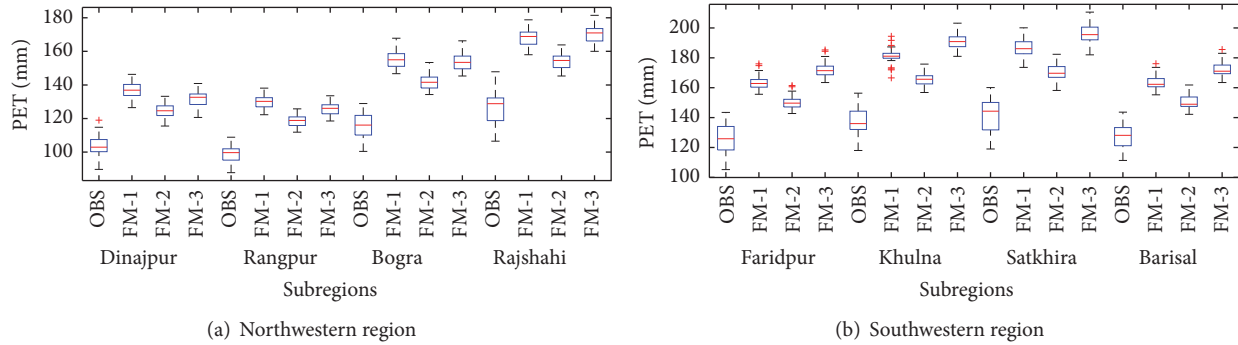 180
160
140
120
100
PET (mm)
OBS FM-1 FM-2 FM-3 OBS FM-1 FM-2 FM-3 OBS FM-1 FM-2 FM-3 OBS FM-1 FM-2 FM-3
Dinajpur Rangpur Bogra Rajshahi
Subregions
(a) Northwestern region
200
180
160
140
120
100
PET (mm)
OBS FM-1 FM-2 FM-3 OBS FM-1 FM-2 FM-3 OBS FM-1 FM-2 FM-3 OBS FM-1 FM-2 FM-3
Faridpur Khulna Satkhira Barisal
Subregions
(b) Southwestern region